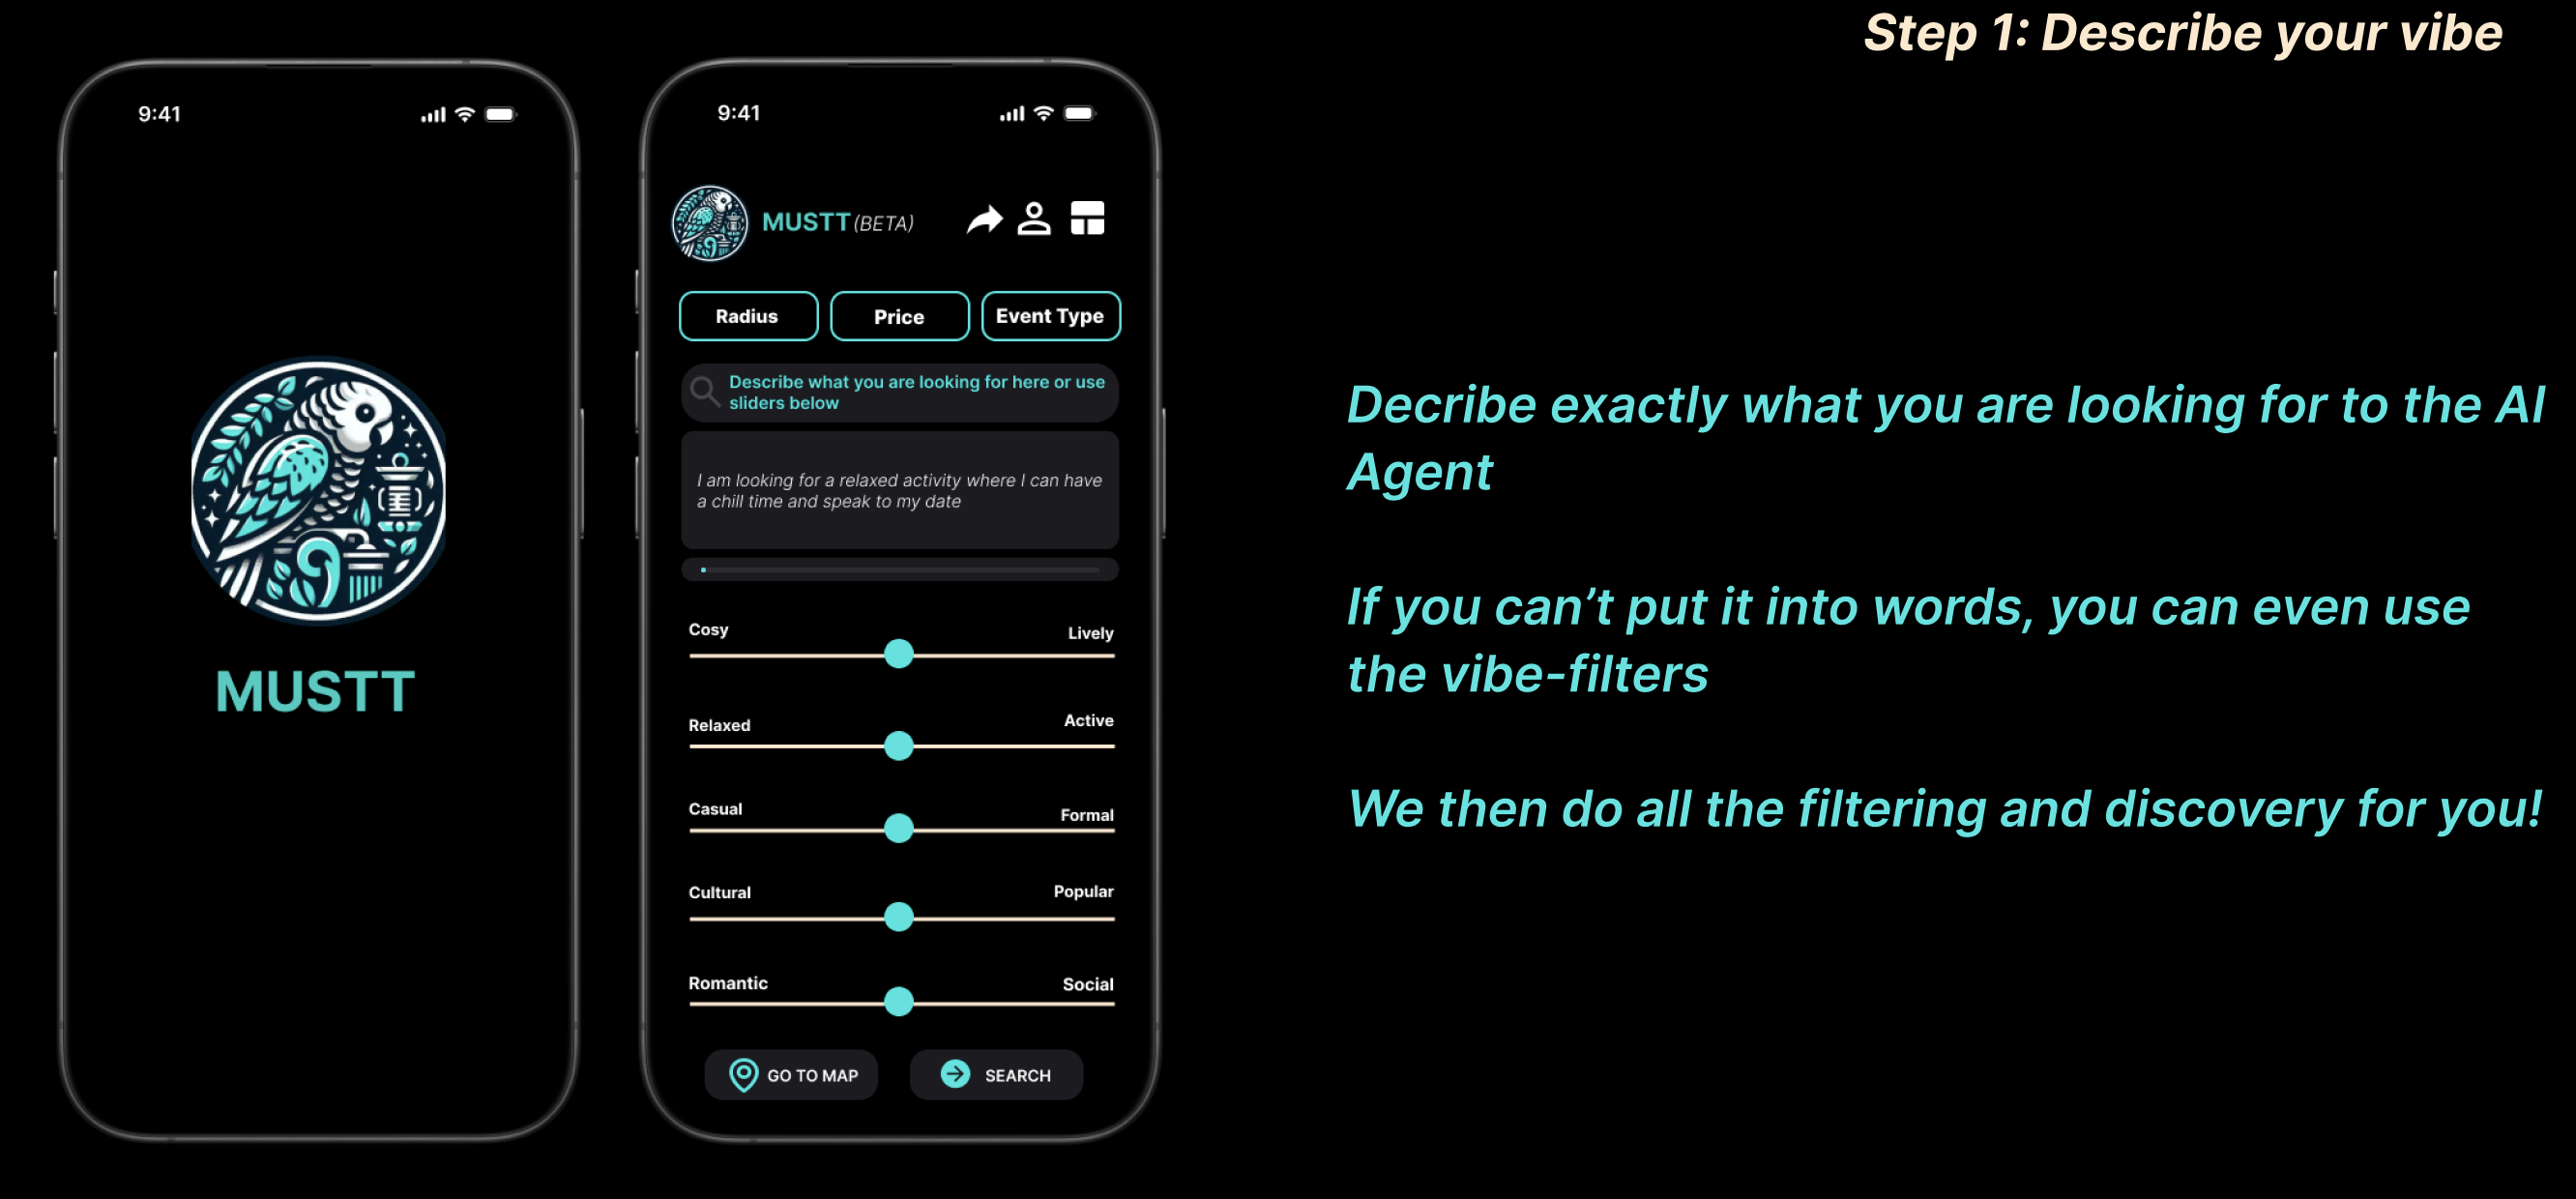 Step 1: Describe your vibe
9:41
MUSTT
9:41
MUSTT (BETA)
Radius Price Event Type
Describe what you are looking for here or use
sliders below
I am looking for a relaxed activity where I can have
a chill time and speak to my date
Cosy Lively
Relaxed Active
Casual Formal
Cultural Popular
Romantic Social
GO TO MAP SEARCH
Decribe exactly what you are looking for to the AI
Agent
If you can’t put it into words, you can even use
the vibe-filters
We then do all the filtering and discovery for you!